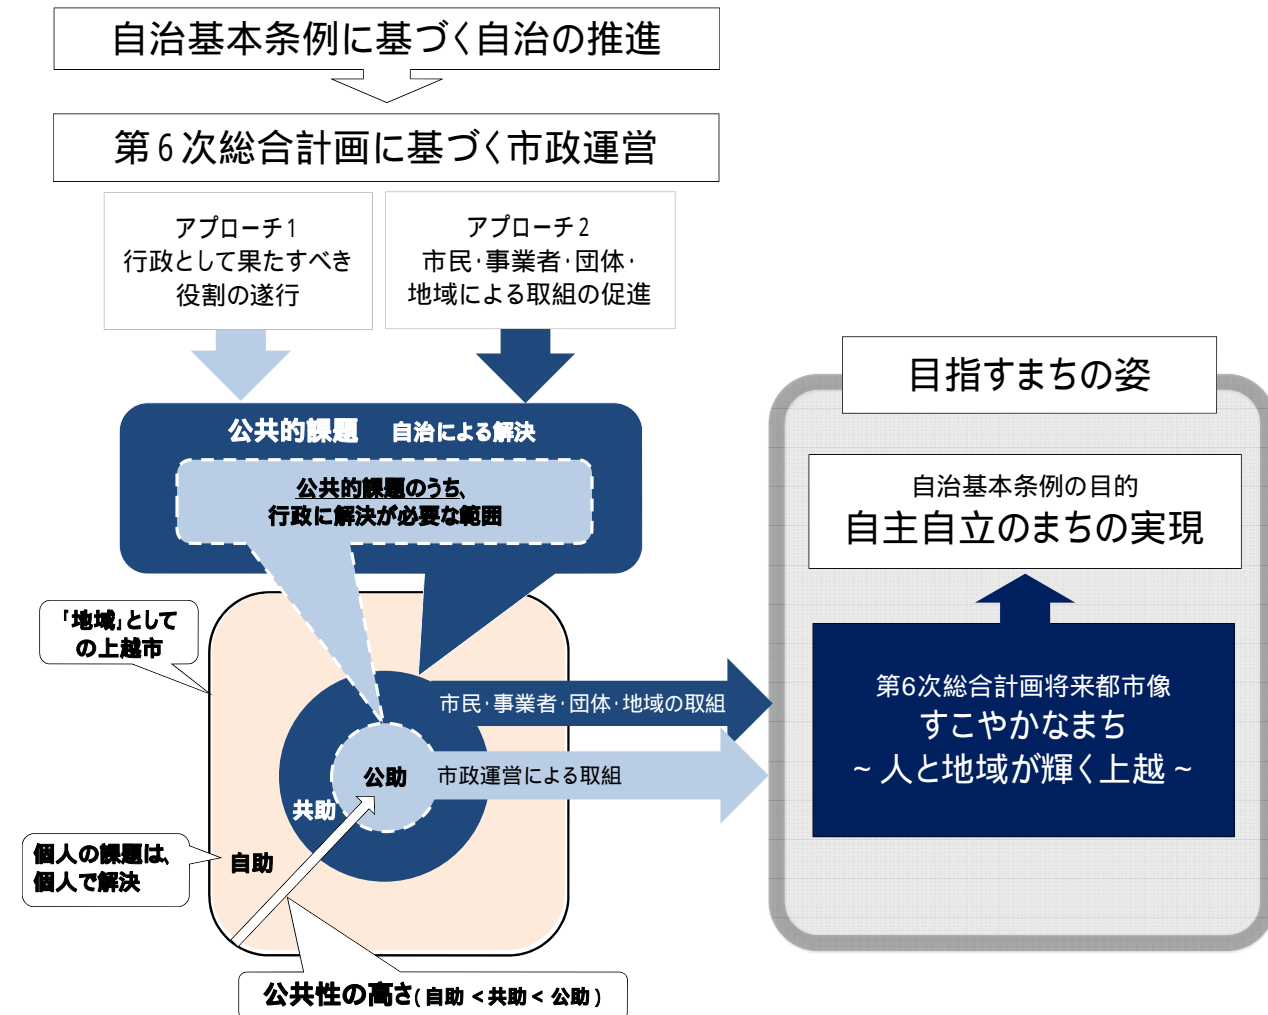 自治基本条例に基づく自治の推進
第6次総合計画に基づく市政運営
アプローチ1
行政として果たすべき
役割の遂行
アプローチ2
市民・事業者・団体・
地域による取組の促進
公共的課題 自治による解決
公共的課題のうち、
行政に解決が必要な範囲
「地域」として
の上越市
市民・事業者・団体・地域の取組
公助
市政運営による取組
共助
自助
個人の課題は、
個人で解決
公共性の高さ(自助<共助<公助)
目指すまちの姿
自治基本条例の目的
自主自立のまちの実現
第6次総合計画将来都市像
すこやかなまち
~人と地域が輝く上越~